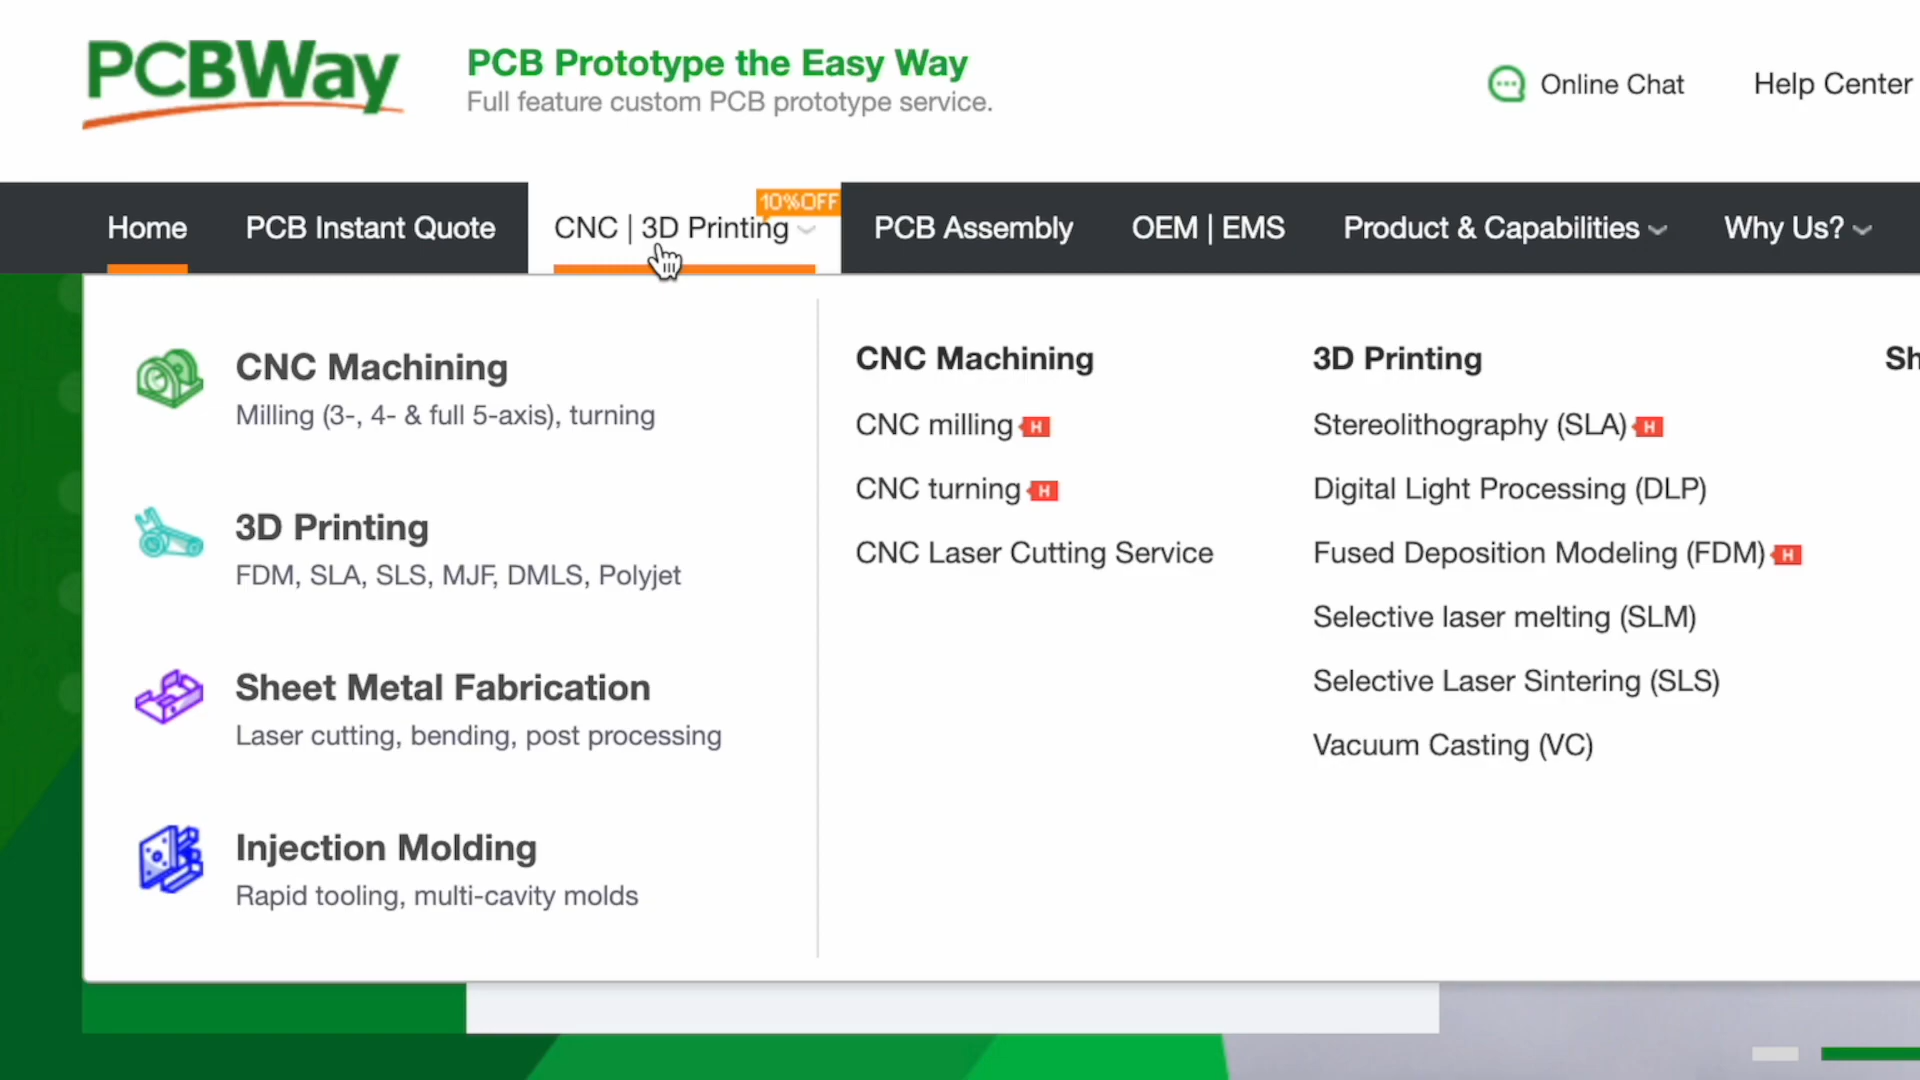 PCBWay
PCB Prototype the Easy Way
Full feature custom PCB prototype service.
Online Chat
Help Center
Home
PCB Instant Quote
CNC | 3D Printing
10%OFF
PCB Assembly
OEM | EMS
Product & Capabilities
Why Us?
CNC Machining
Milling (3-, 4- & full 5-axis), turning
3D Printing
FDM, SLA, SLS, MJF, DMLS, Polyjet
Sheet Metal Fabrication
Laser cutting, bending, post processing
Injection Molding
Rapid tooling, multi-cavity molds
CNC Machining
CNC milling H
CNC turning H
CNC Laser Cutting Service
3D Printing
Stereolithography (SLA) H
Digital Light Processing (DLP)
Fused Deposition Modeling (FDM) H
Selective laser melting (SLM)
Selective Laser Sintering (SLS)
Vacuum Casting (VC)
Sh